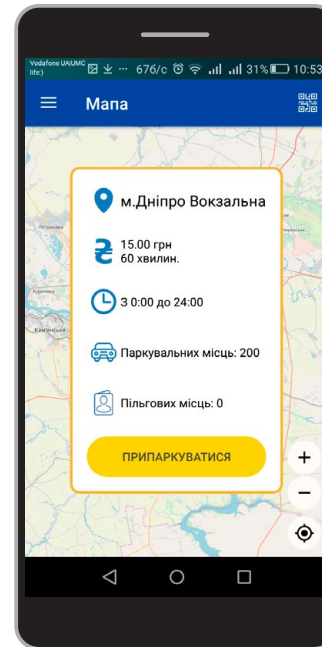 Vodafone UA|UMC
life:)
676/с
31%
10:53
Мапа
м.Дніпро Вокзальна
15.00 грн
60 хвилин.
З 0:00 до 24:00
Паркувальних місць: 200
Пільгових місць: 0
ПРИПАРКУВАТИСЯ
+
−